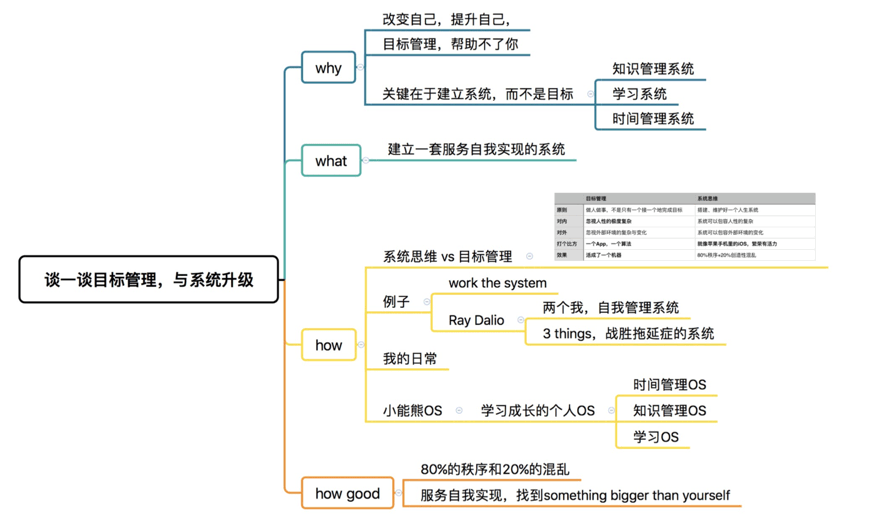 谈一谈目标管理，与系统升级
why
改变自己，提升自己，
目标管理，帮助不了你
关键在于建立系统，而不是目标
知识管理系统
学习系统
时间管理系统
what
建立一套服务自我实现的系统
how
系统思维 vs 目标管理
目标管理 系统思维
原则 做人做事，不是只有一个接一个地完成目标 搭建、维护好一个人生系统
对内 忽视人性的极度复杂 系统可以包容人性的复杂
对外 忽视外部环境的复杂与变化 系统可以包容外部环境的变化
打个比方 一个App、一个算法 就像苹果手机里的iOS，繁荣有活力
效果 活成了一个机器 80%秩序+20%创造性混乱
例子
work the system
Ray Dalio
两个我，自我管理系统
3 things，战胜拖延症的系统
我的日常
小能熊OS
学习成长的个人OS
时间管理OS
知识管理OS
学习OS
how good
80%的秩序和20%的混乱
服务自我实现，找到something bigger than yourself